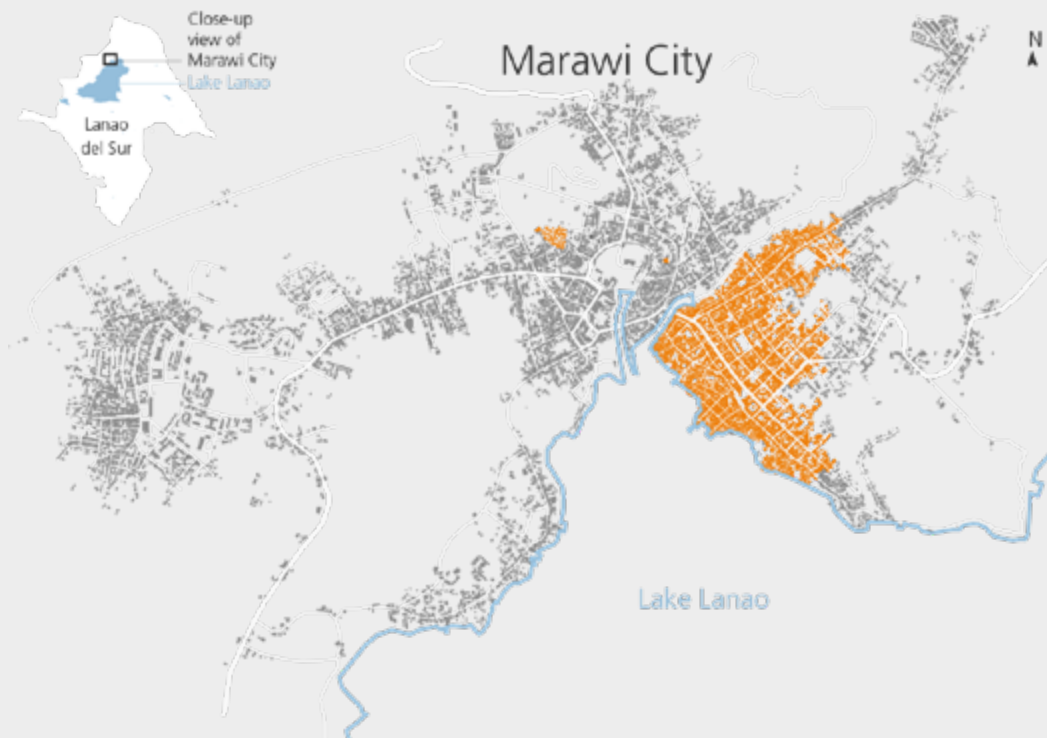 Close-up
view of
Marawi City
Lake Lanao
Lanao
del Sur
Marawi City
N
Lake Lanao